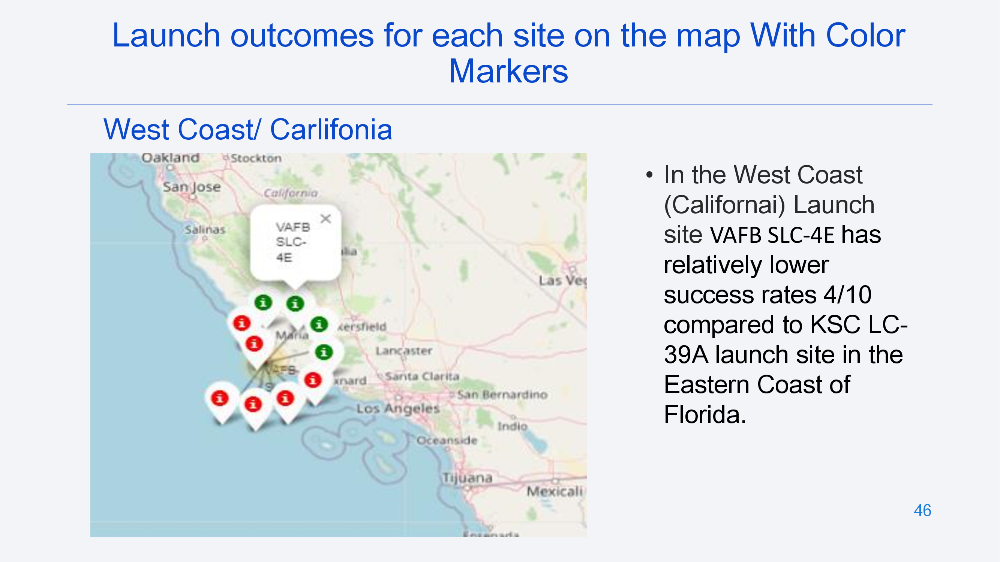 Launch outcomes for each site on the map With Color
Markers
West Coast/ Carlifonia
Oakland
Stockton
San Jose
California
Salinas
VAFB
SLC-
4E
alia
Las Veg
Maria
kersfield
Lancaster
VAFB-
Santa Clarita
xnard
San Bernardino
Los Angeles
Indio
Oceanside
Tijuana
Mexicali
Ensenada
• In the West Coast
(Californai) Launch
site VAFB SLC-4E has
relatively lower
success rates 4/10
compared to KSC LC-
39A launch site in the
Eastern Coast of
Florida.
46